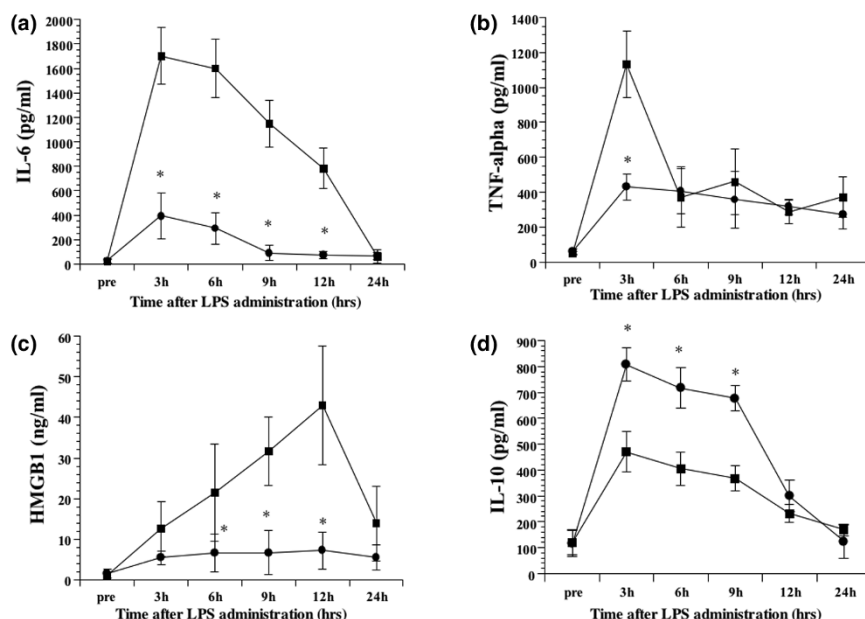 (a)
IL-6 (pg/ml)
2000
1800
1600
1400
1200
1000
800
600
400
200
0
*
*
*
*
pre 3h 6h 9h 12h 24h
Time after LPS administration (hrs)
(b)
TNF-alpha (pg/ml)
1400
1200
1000
800
600
400
200
0
*
pre 3h 6h 9h 12h 24h
Time after LPS administration (hrs)
(c)
HMGB1 (ng/ml)
60
50
40
30
20
10
0
*
*
*
pre 3h 6h 9h 12h 24h
Time after LPS administration (hrs)
(d)
IL-10 (pg/ml)
900
800
700
600
500
400
300
200
100
0
*
*
*
pre 3h 6h 9h 12h 24h
Time after LPS administration (hrs)